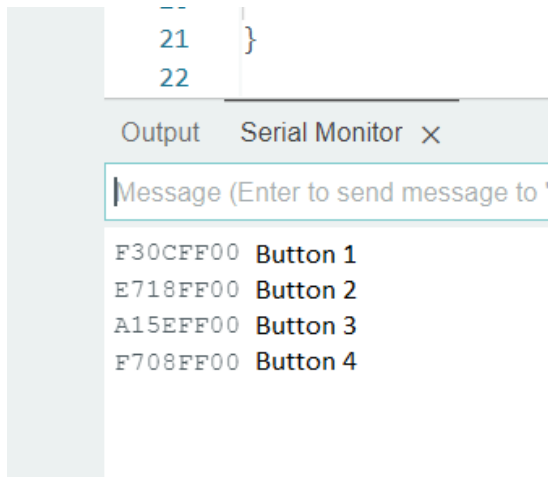 21 }
22
Output Serial Monitor ×
Message (Enter to send message to '
F30CFF00 Button 1
E718FF00 Button 2
A15EFF00 Button 3
F708FF00 Button 4